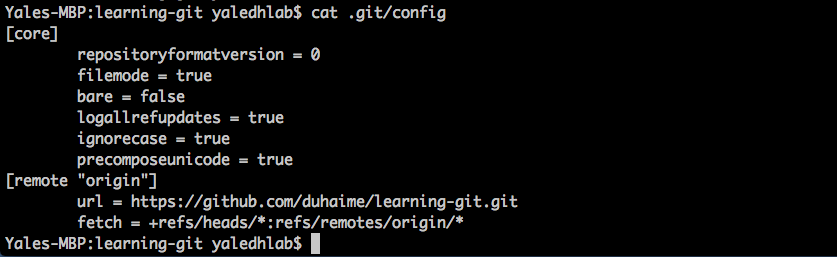 Yales-MBP:learning-git yaledhlab$ cat .git/config
[core]
        repositoryformatversion = 0
        filemode = true
        bare = false
        logallrefupdates = true
        ignorecase = true
        precomposeunicode = true
[remote "origin"]
        url = https://github.com/duhaime/learning-git.git
        fetch = +refs/heads/*:refs/remotes/origin/*
Yales-MBP:learning-git yaledhlab$